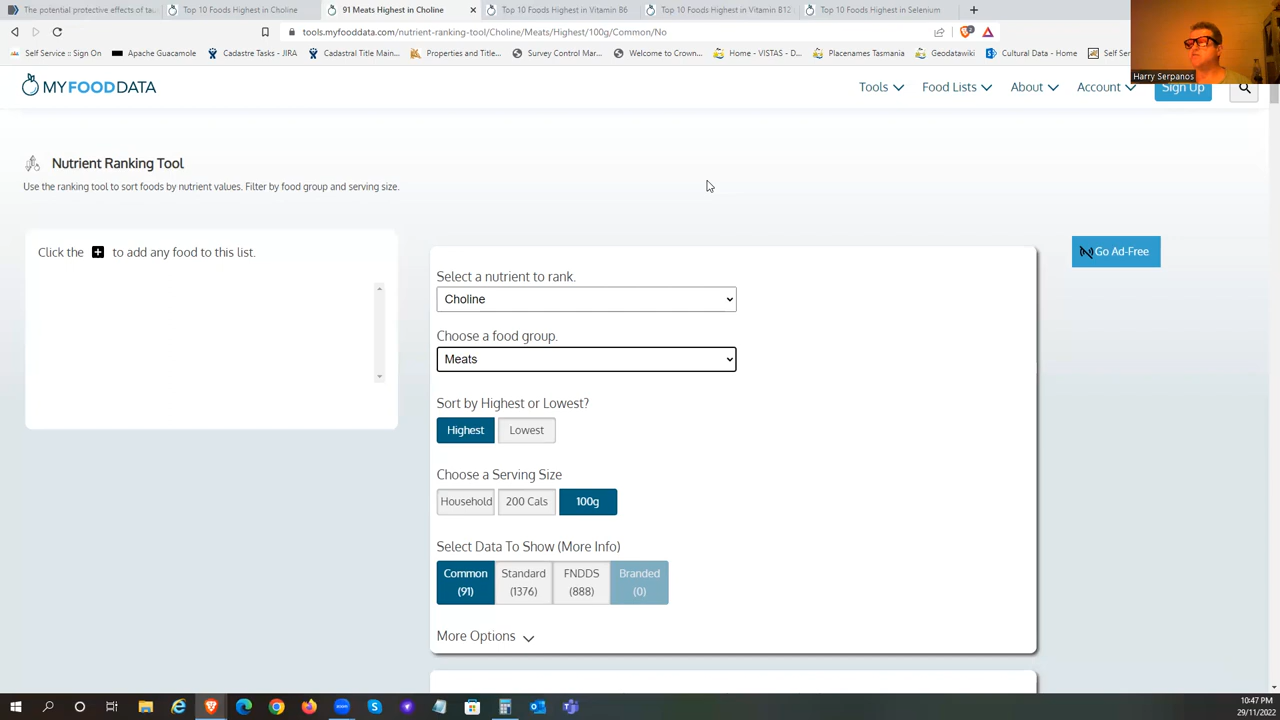 The potential protective effects of tau
Top 10 Foods Highest in Choline
91 Meats Highest in Choline
Top 10 Foods Highest in Vitamin B6
Top 10 Foods Highest in Vitamin B12
Top 10 Foods Highest in Selenium
tools.myfooddata.com/nutrient-ranking-tool/Choline/Meats/Highest/100g/Common/No
Self Service :: Sign On
Apache Guacamole
Cadastre Tasks - JIRA
Cadastral Title Main...
Properties and Title...
Survey Control Mar...
Welcome to Crown...
Home - VISTAS - D...
Placenames Tasmania
Geodatawiki
Cultural Data - Home
Self Ser
Harry Serpanos
MYFOODDATA
Tools
Food Lists
About
Account
Sign Up
Nutrient Ranking Tool
Use the ranking tool to sort foods by nutrient values. Filter by food group and serving size.
Click the + to add any food to this list.
Go Ad-Free
Select a nutrient to rank.
Choline
Choose a food group.
Meats
Sort by Highest or Lowest?
Highest
Lowest
Choose a Serving Size
Household
200 Cals
100g
Select Data To Show (More Info)
Common
(91)
Standard
(1376)
FNDDS
(888)
Branded
(0)
More Options
10:47 PM
29/11/2022